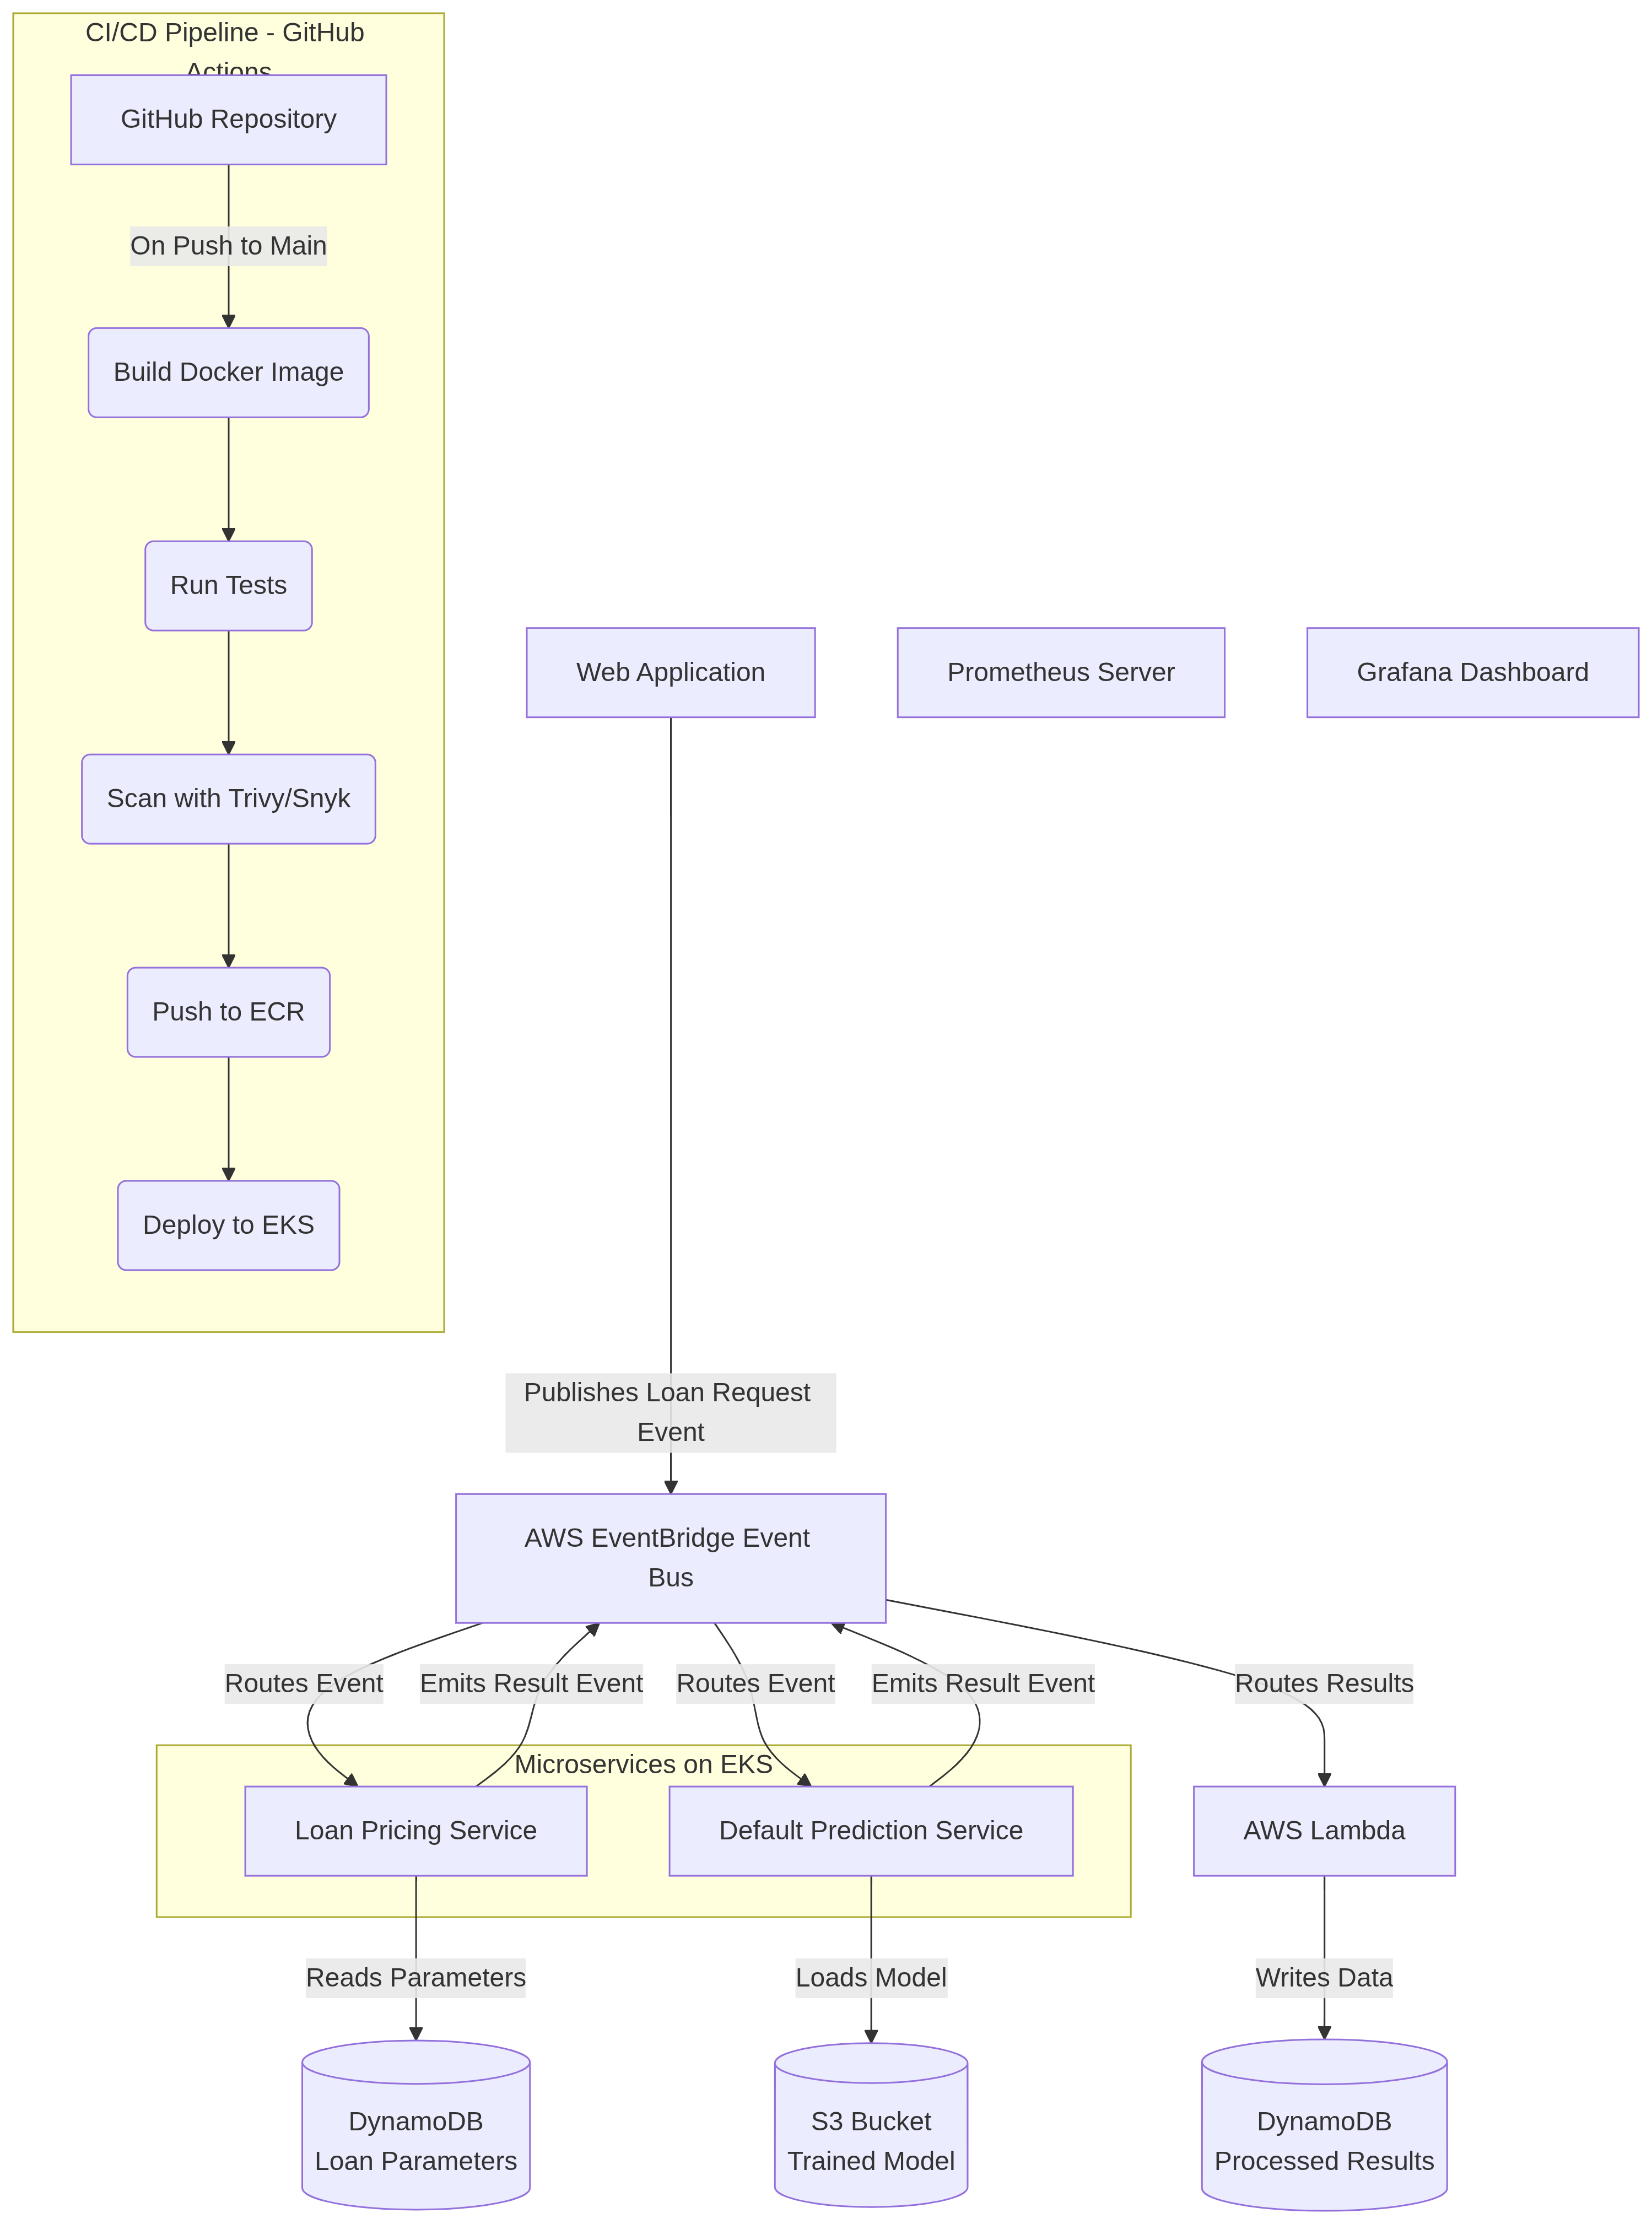 CI/CD Pipeline - GitHub
Actions
GitHub Repository
On Push to Main
Build Docker Image
Run Tests
Scan with Trivy/Snyk
Push to ECR
Deploy to EKS
Web Application
Prometheus Server
Grafana Dashboard
Publishes Loan Request
Event
AWS EventBridge Event
Bus
Routes Event
Emits Result Event
Routes Event
Emits Result Event
Routes Results
Microservices on EKS
Loan Pricing Service
Default Prediction Service
AWS Lambda
Reads Parameters
Loads Model
Writes Data
DynamoDB
Loan Parameters
S3 Bucket
Trained Model
DynamoDB
Processed Results